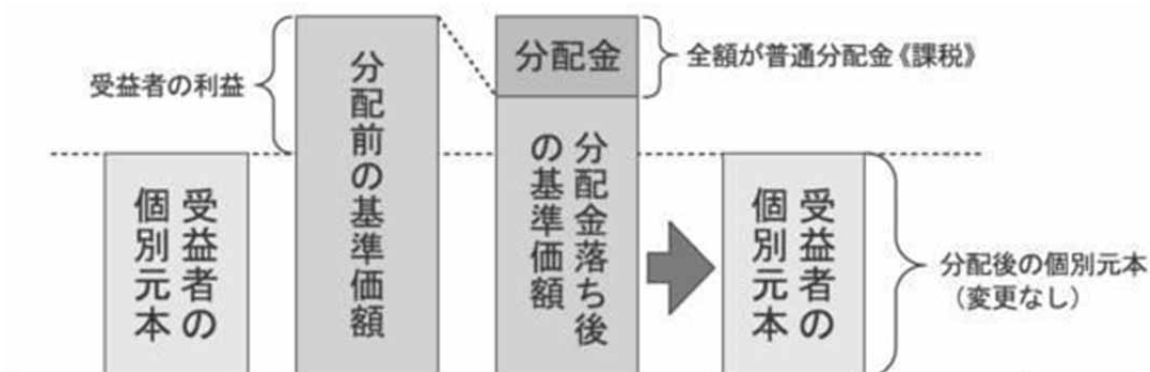 受益者の利益
受益者の
個別元本
分配前の基準価額
分配金
分配金落ち後
の基準価額
全額が普通分配金《課税》
受益者の
個別元本
分配後の個別元本
（変更なし）